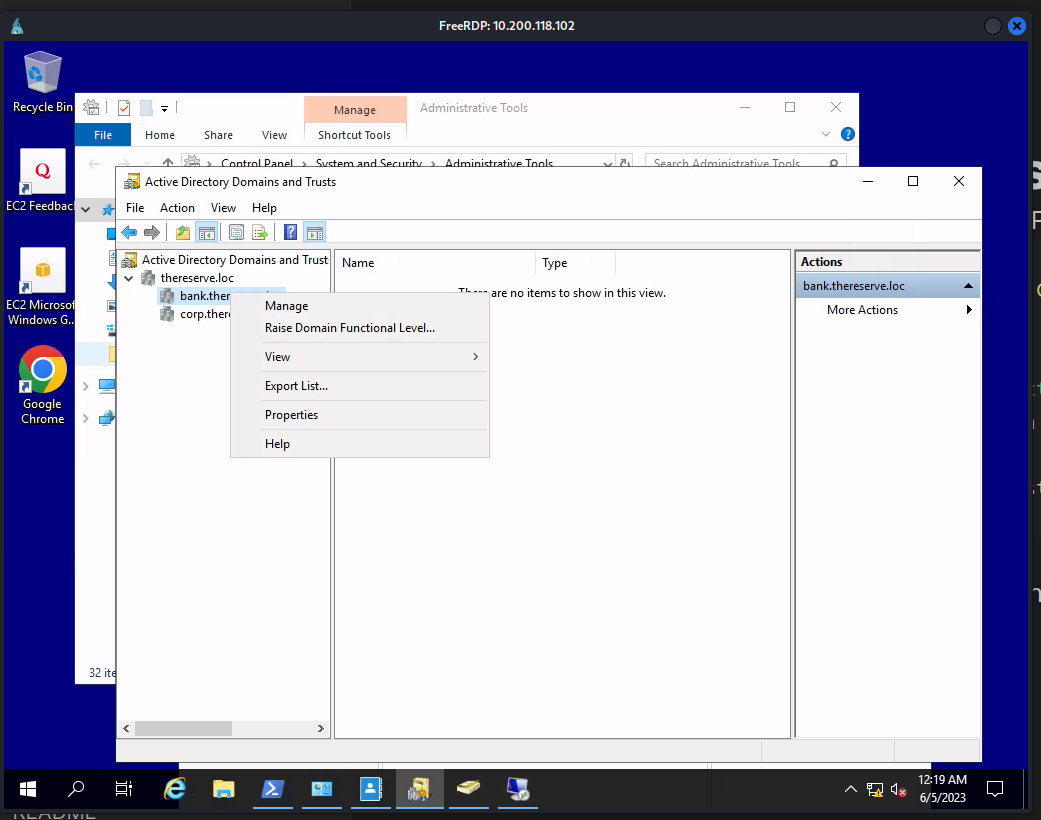 FreeRDP: 10.200.118.102
Recycle Bin
Manage
Administrative Tools
File
Home
Share
View
Shortcut Tools
Control Panel
System and Security
Administrative Tools
Search Administrative Tools
EC2 Feedbac
Active Directory Domains and Trusts
File
Action
View
Help
Active Directory Domains and Trust
thereserve.loc
bank.ther
corp.there
Name
Type
There are no items to show in this view.
Actions
bank.thereserve.loc
More Actions
Manage
Raise Domain Functional Level...
View
Export List...
Properties
Help
EC2 Microsof
Windows G..
Google
Chrome
32 ite
12:19 AM
6/5/2023
README